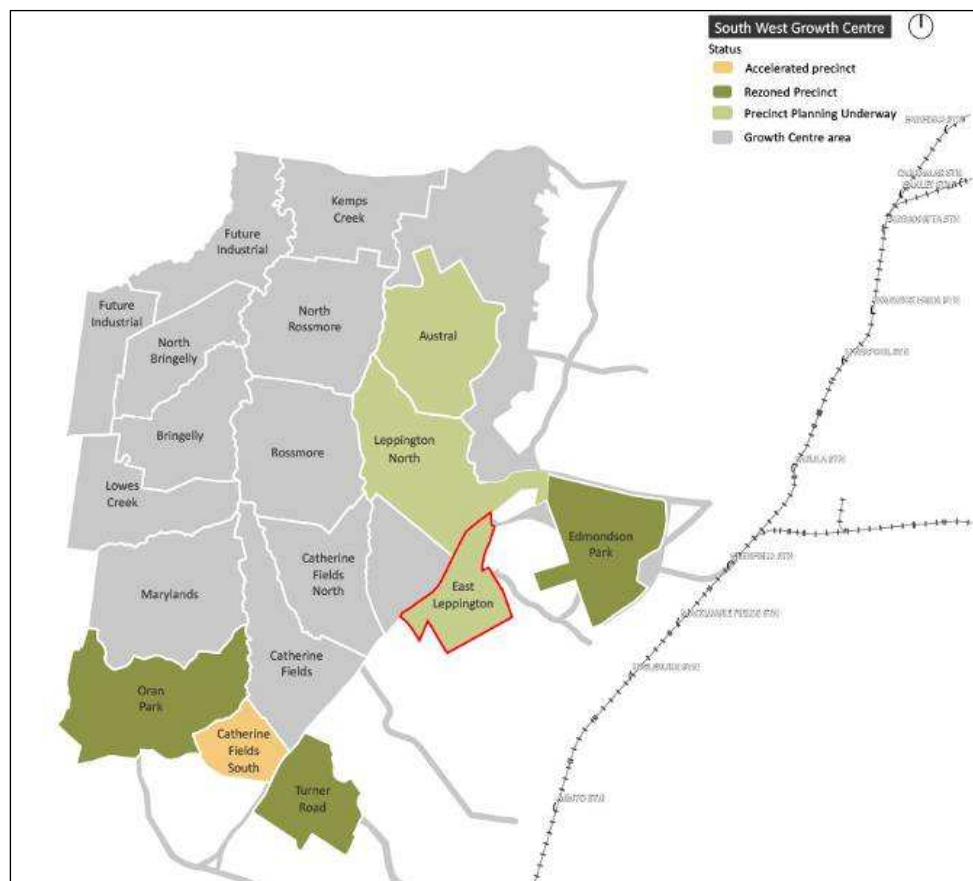 South West Growth Centre
Status
Accelerated precinct
Rezoned Precinct
Precinct Planning Underway
Growth Centre area
Kemps
Creek
Future
Industrial
Future
Industrial
North
Rossmore
Austral
North
Bringelly
Bringelly
Rossmore
Leppington
North
Lowes
Creek
Edmondson
Park
Catherine
Fields
North
East
Leppington
Marylands
Catherine
Fields
Oran
Park
Catherine
Fields
South
Turner
Road